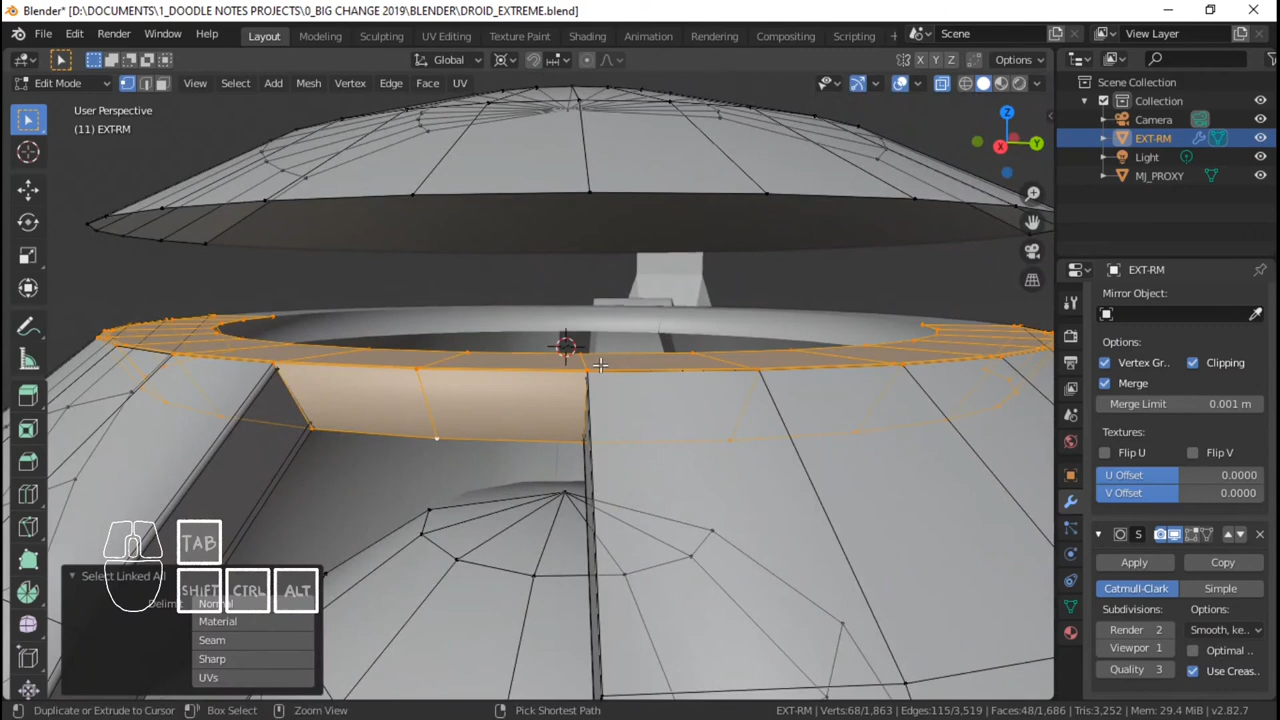 Blender* [D:\DOCUMENTS\1_DOODLE NOTES PROJECTS\0_BIG CHANGE 2019\BLENDER\DROID_EXTREME.blend]
File Edit Render Window Help Layout Modeling Sculpting UV Editing Texture Paint Shading Animation Rendering Compositing Scripting + Scene View Layer
Global X Y Z Options
Edit Mode View Select Add Mesh Vertex Edge Face UV
User Perspective
(11) EXT-RM
Z
Y
X
Scene Collection
Collection
Camera
EXT-RM
Light
MJ_PROXY
EXT-RM
Mirror Object:
Options:
Vertex Gr.. Clipping
Merge
Merge Limit 0.001 m
Textures:
Flip U Flip V
U Offset 0.0000
V Offset 0.0000
S
Apply Copy
Catmull-Clark Simple
Subdivisions: Options:
Render 2 Smooth, ke..
Viewpor 1 Optimal ..
Quality 3 Use Creas..
TAB
SHIFT CTRL ALT
Select Linked All
Delimit Normal
Material
Seam
Sharp
UVs
Duplicate or Extrude to Cursor Box Select Zoom View Pick Shortest Path EXT-RM | Verts:68/1,863 | Edges:115/3,519 | Faces:48/1,686 | Tris:3,252 | Mem: 29.4 MiB | v2.82.7